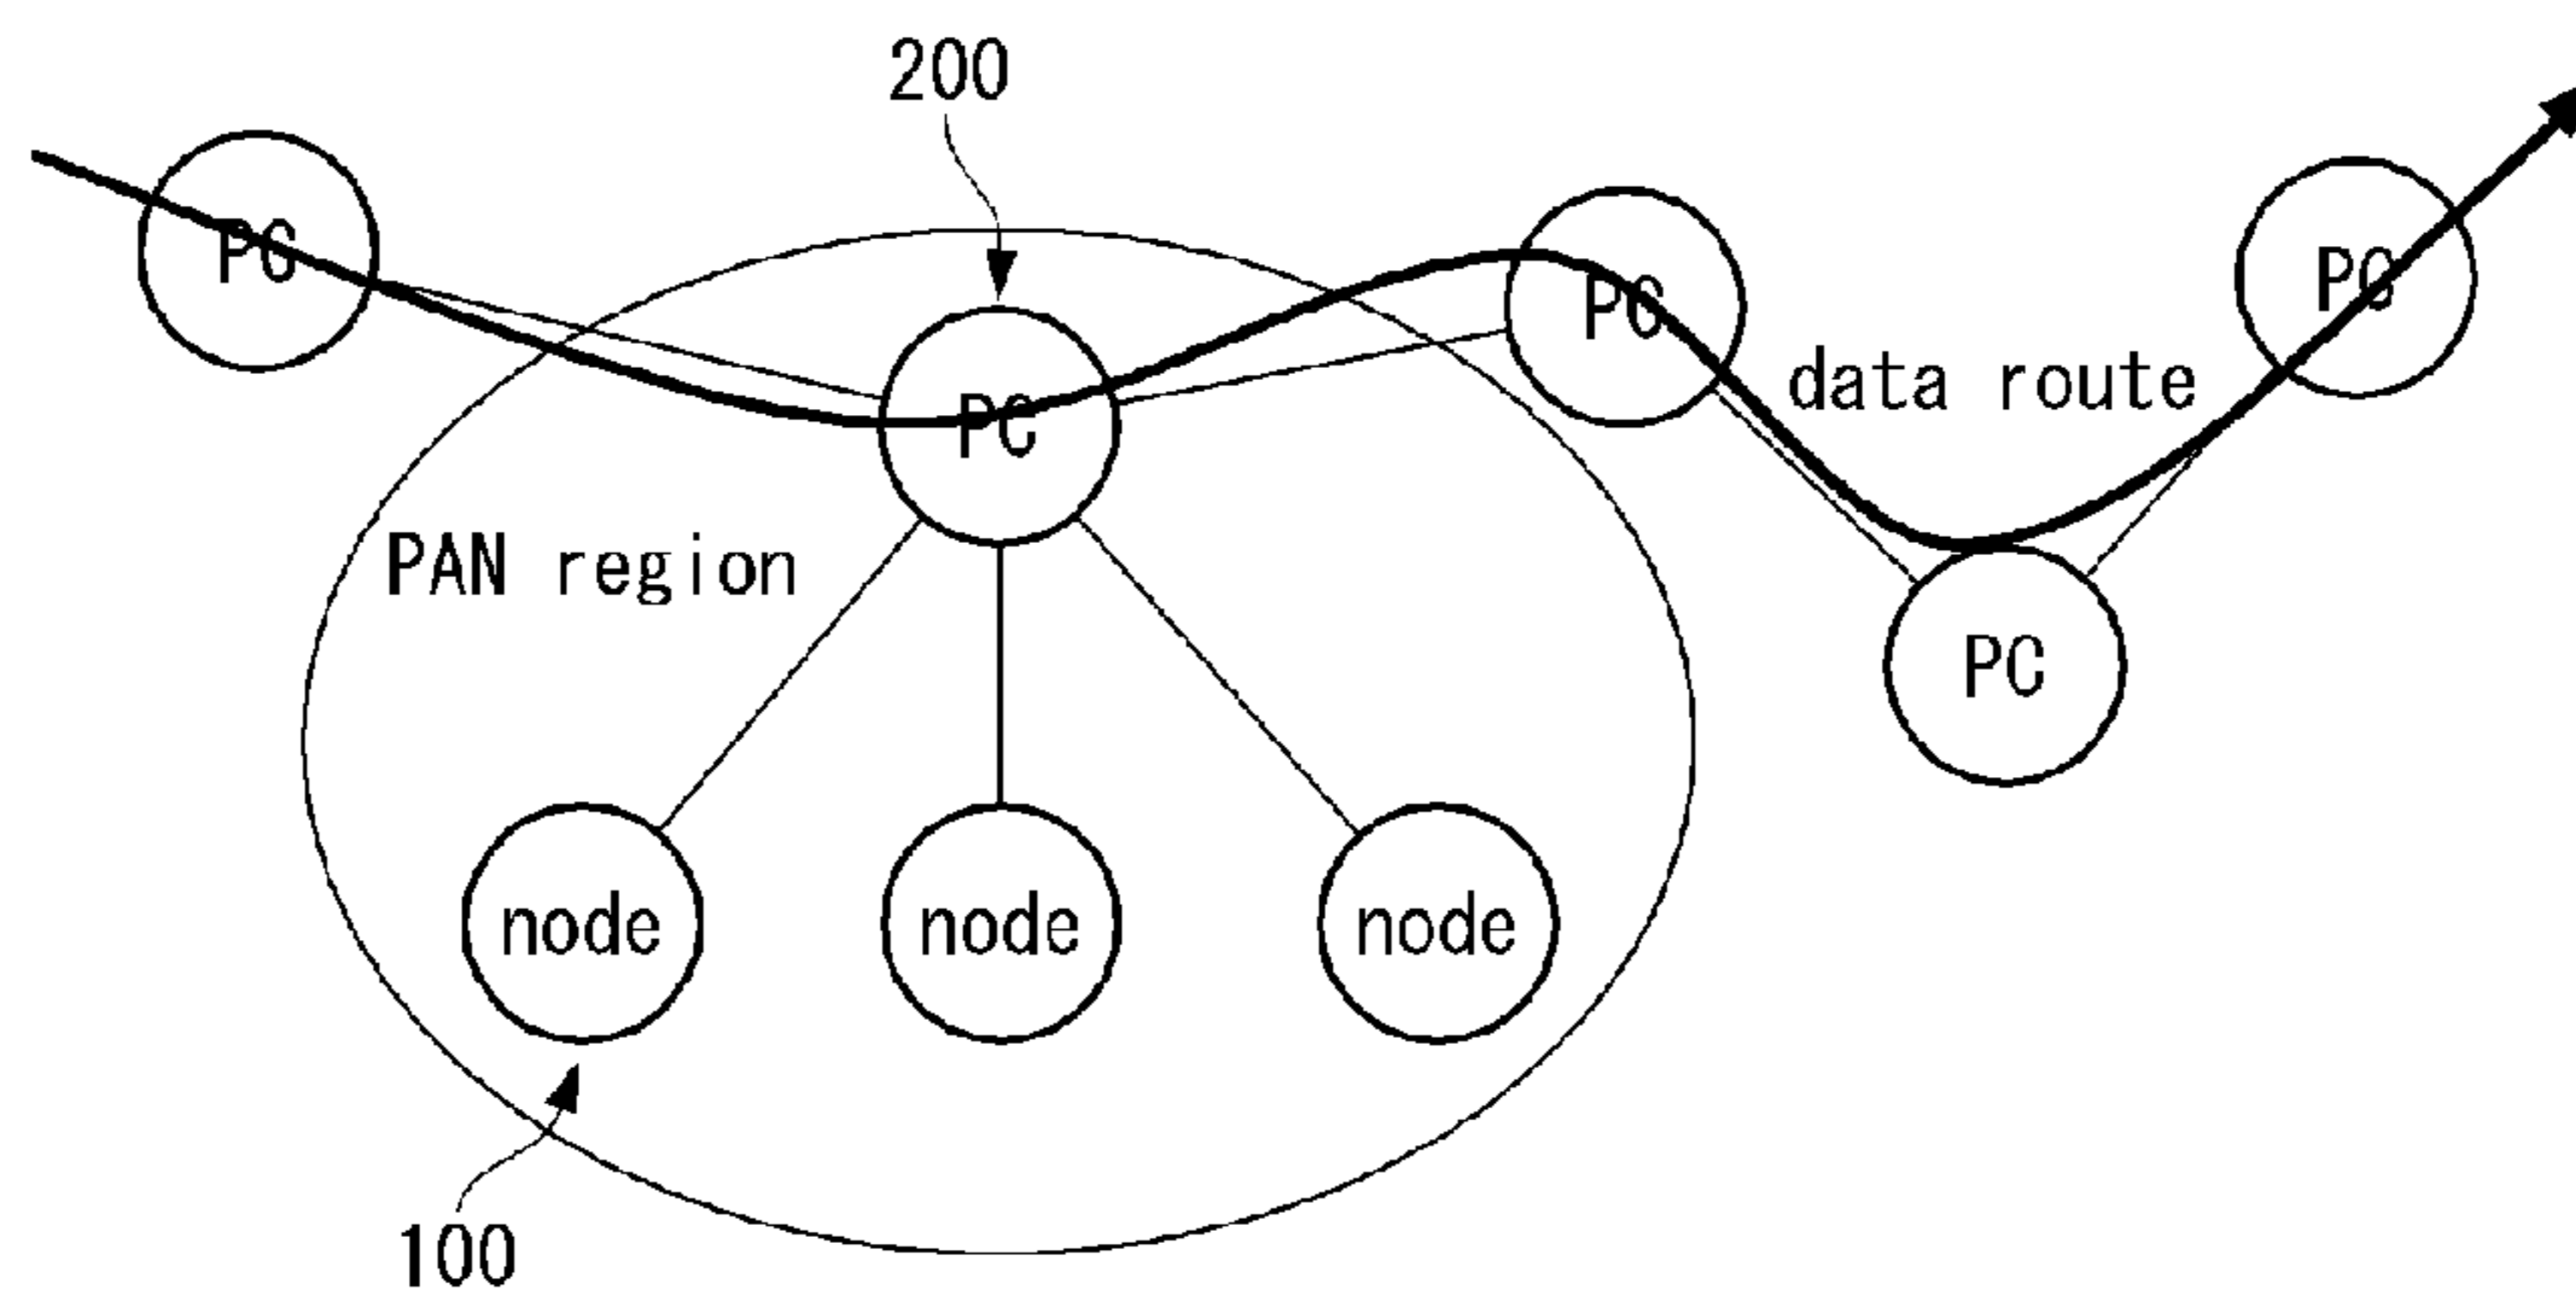 200
PC
PC
PC
PC
data route
PC
PAN region
node
node
node
100